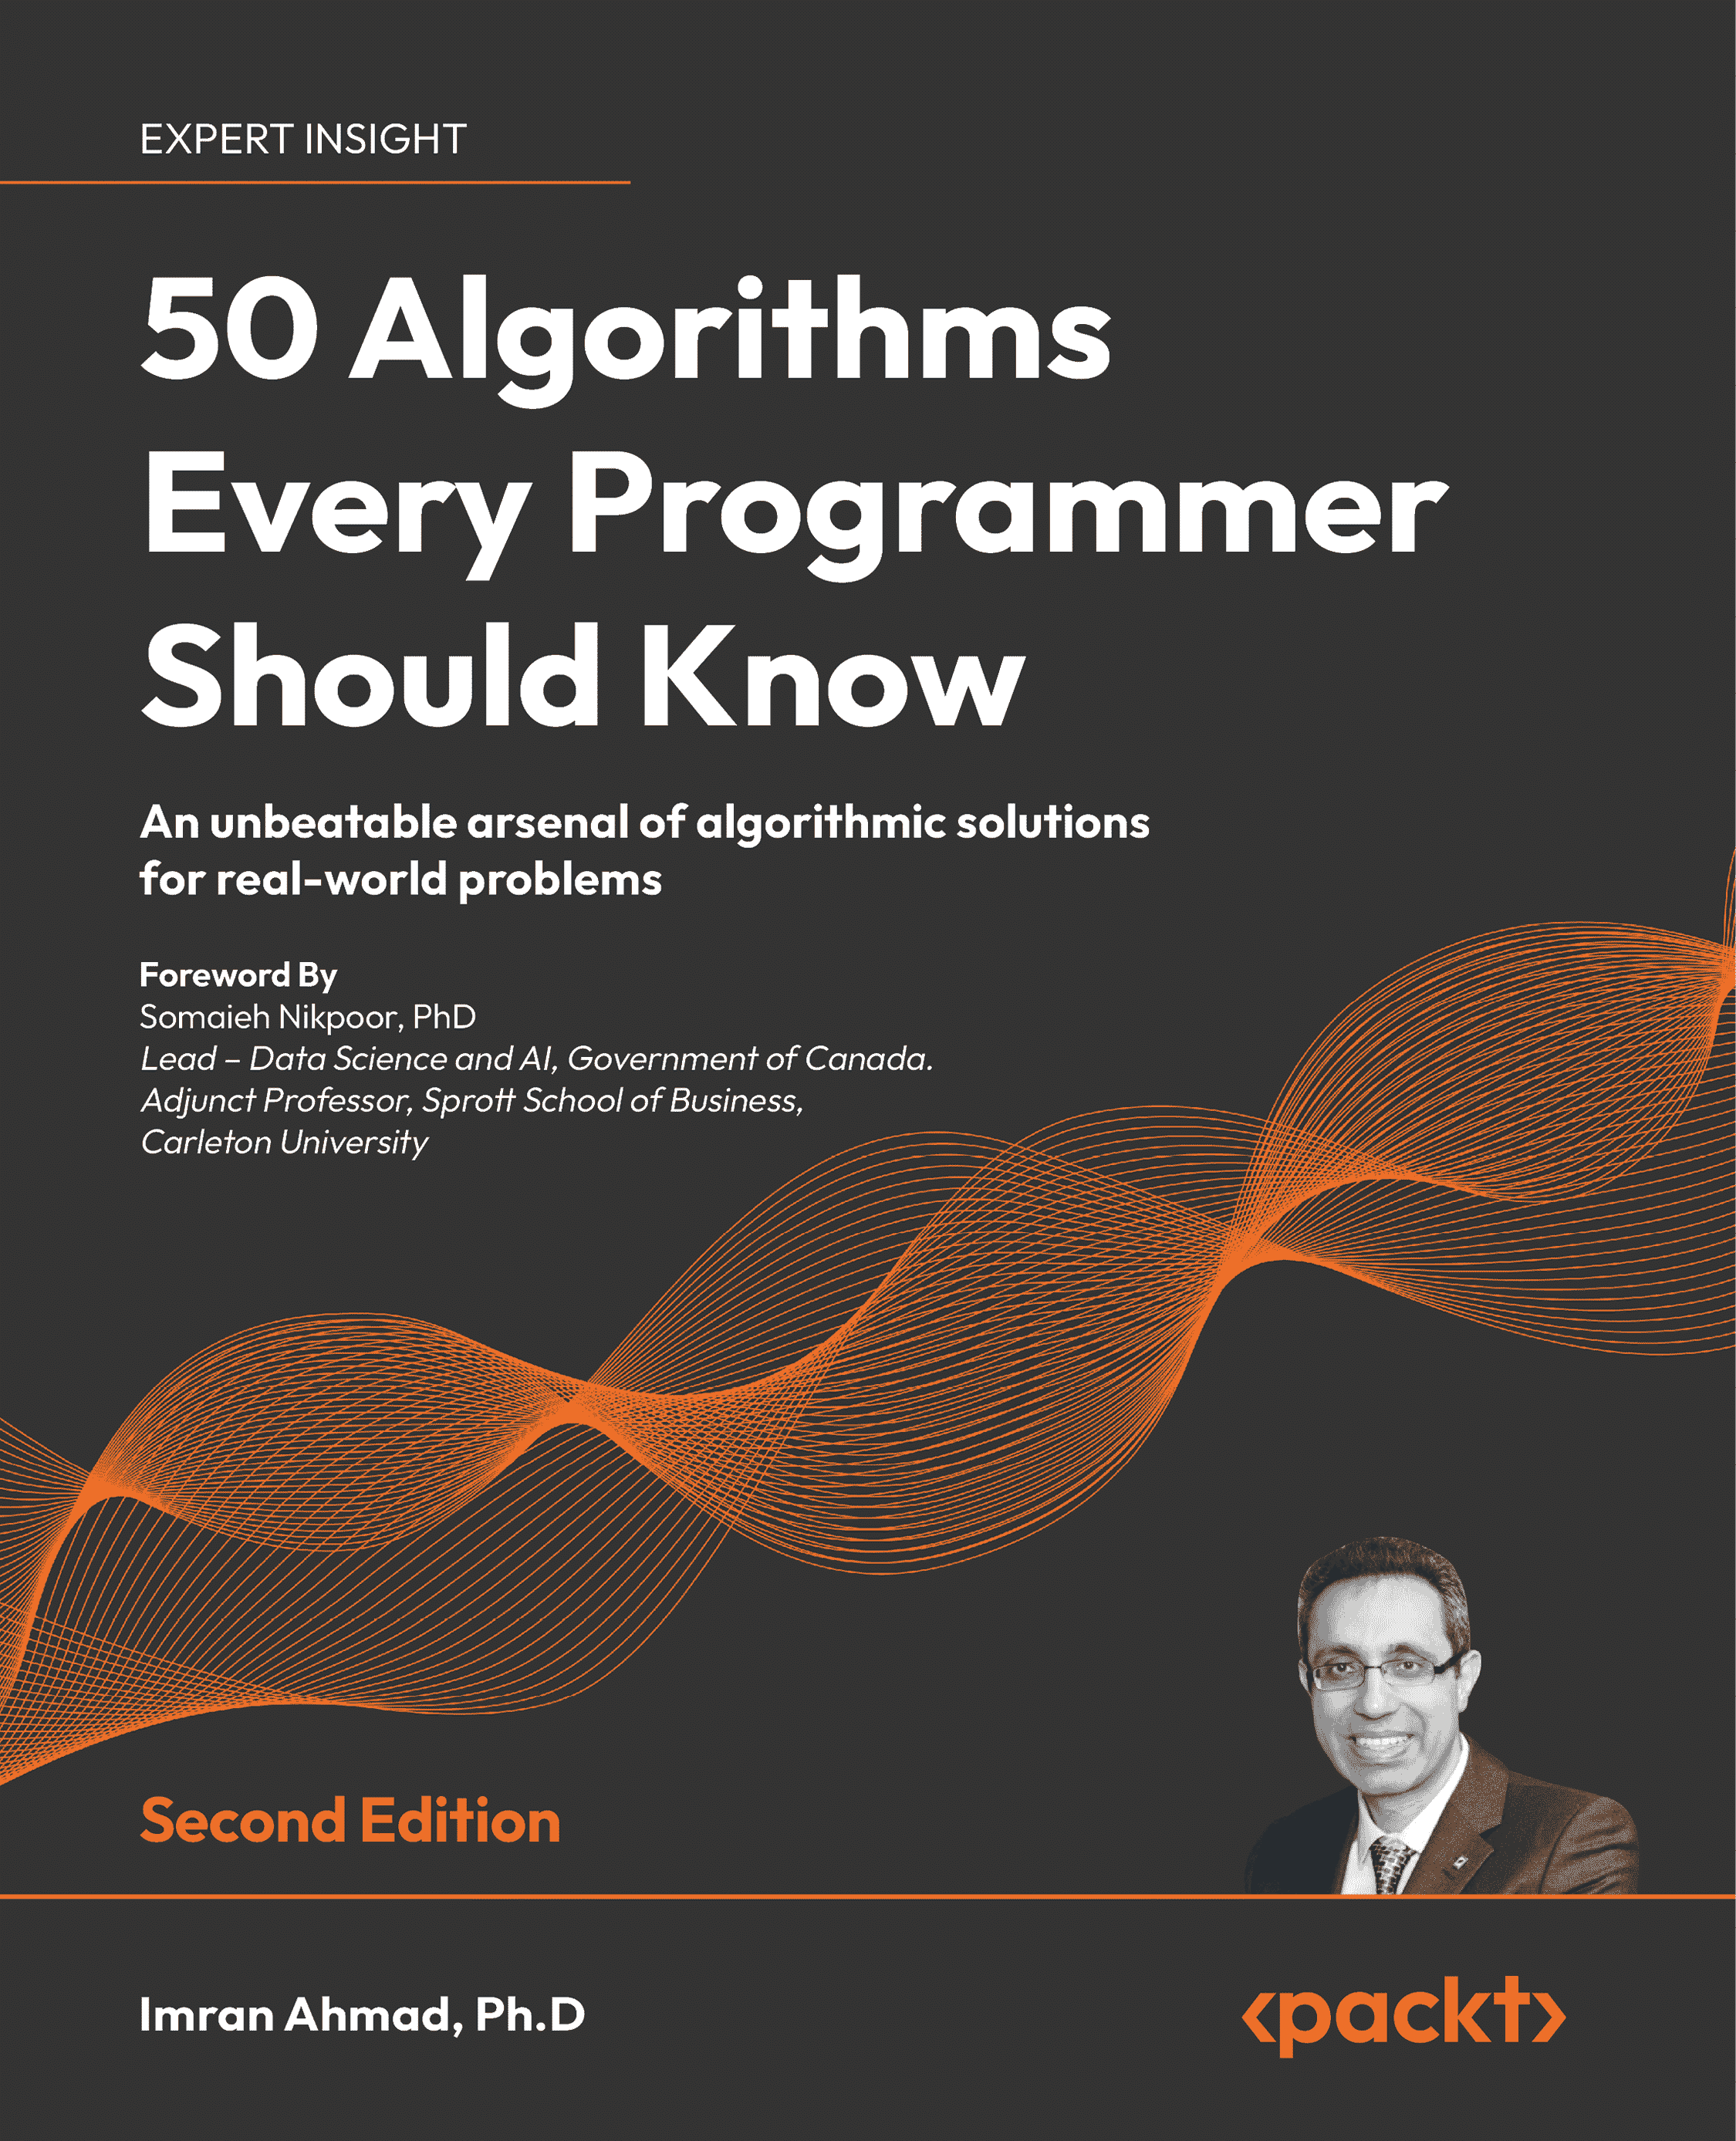 EXPERT INSIGHT
50 Algorithms
Every Programmer
Should Know
An unbeatable arsenal of algorithmic solutions
for real-world problems
Foreword By
Somaieh Nikpoor, PhD
Lead – Data Science and AI, Government of Canada.
Adjunct Professor, Sprott School of Business,
Carleton University
Second Edition
Imran Ahmad, Ph.D
<packt>